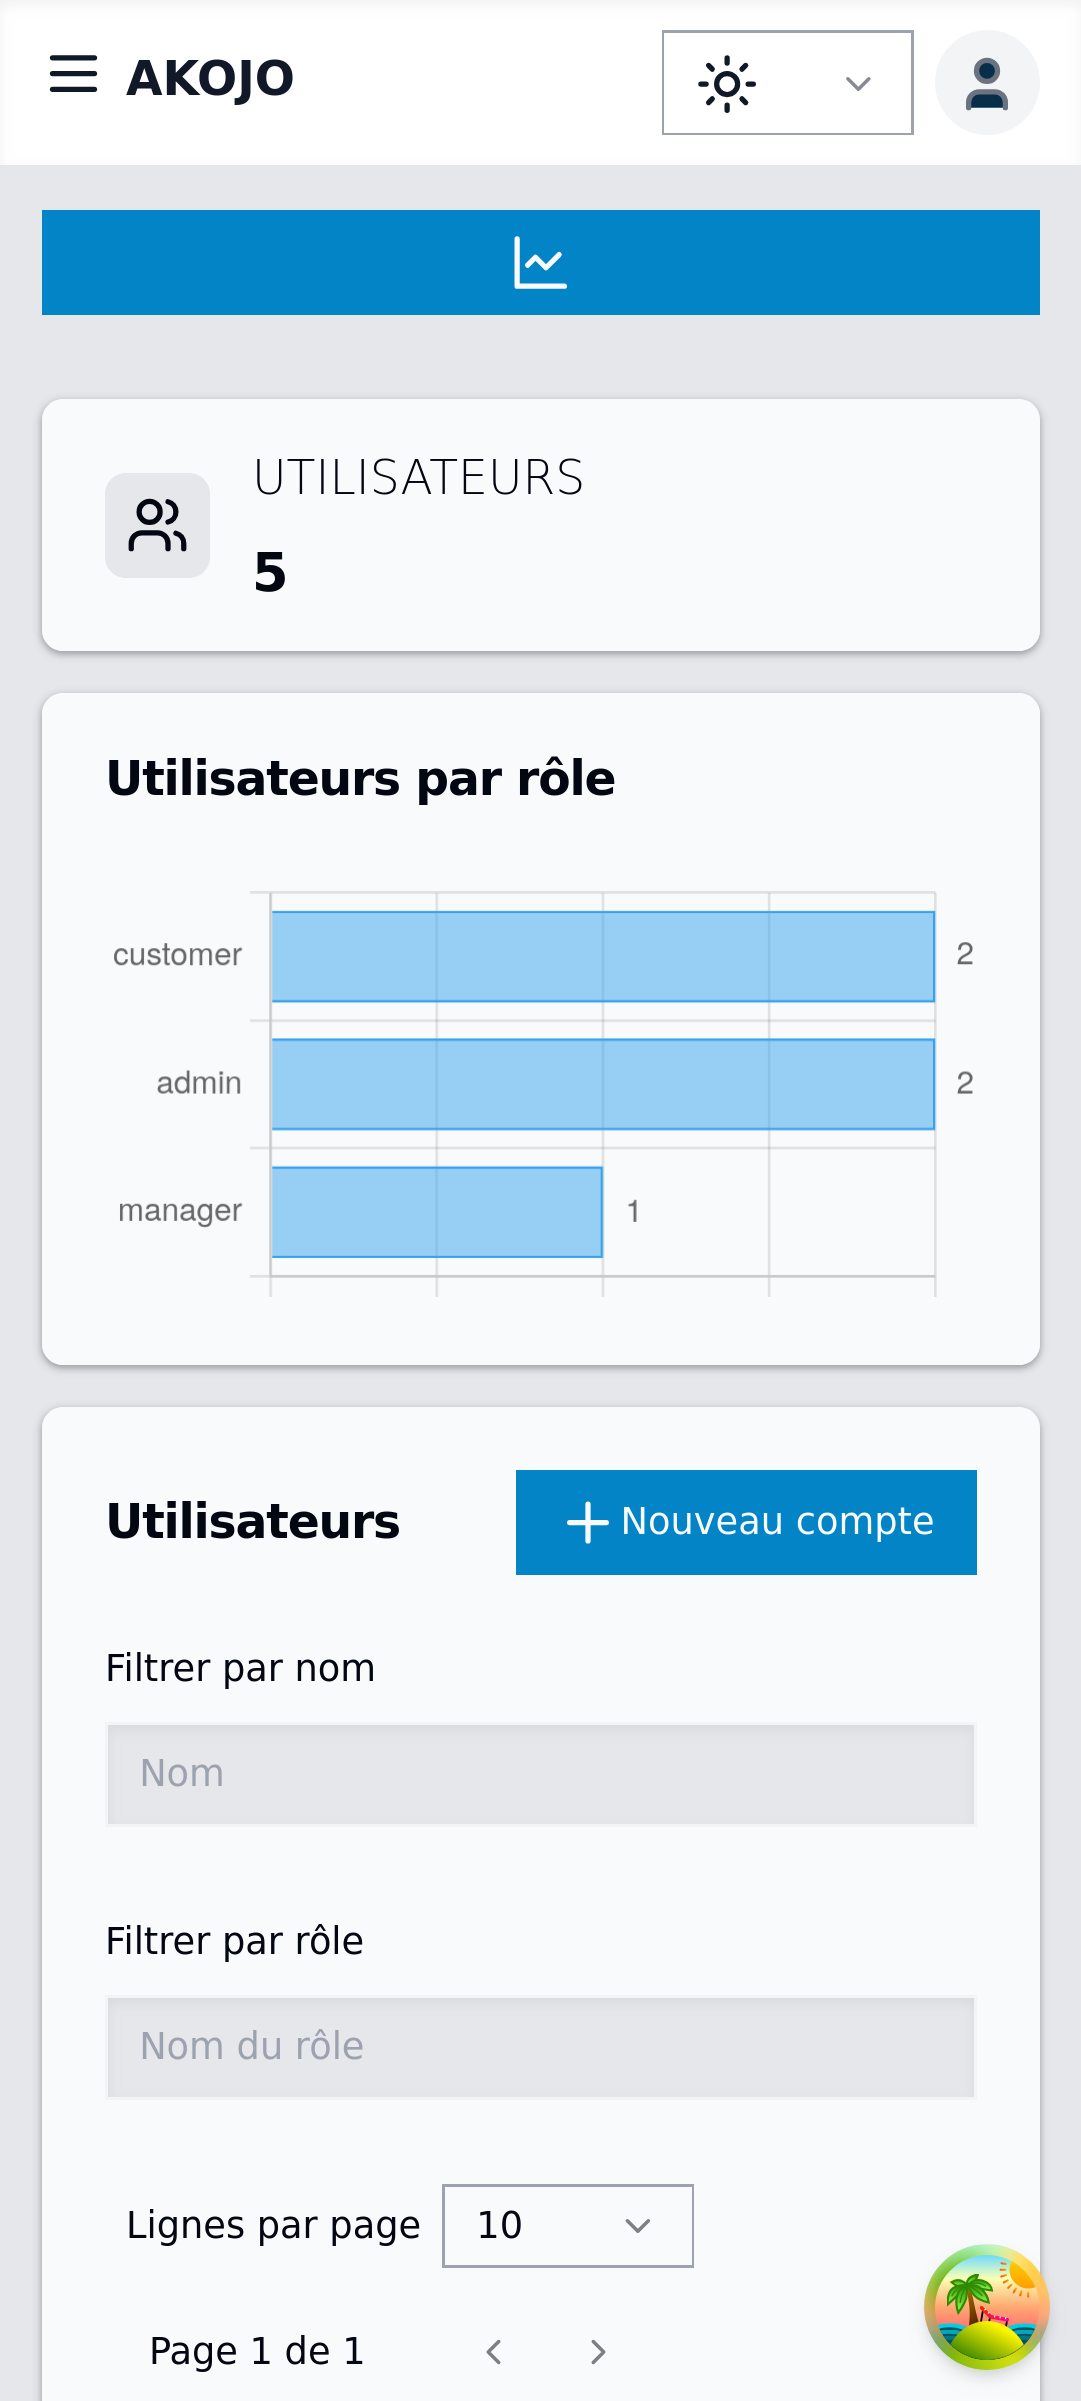 AKOJO
UTILISATEURS
5
Utilisateurs par rôle
customer
2
admin
2
manager
1
Utilisateurs
Nouveau compte
Filtrer par nom
Nom
Filtrer par rôle
Nom du rôle
Lignes par page
10
Page 1 de 1